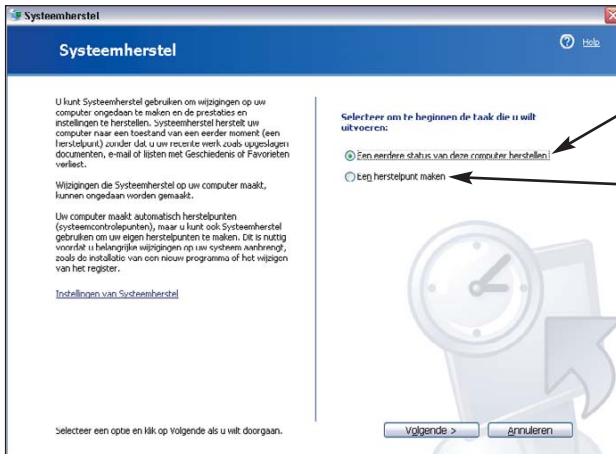 Systeemherstel
Systeemherstel
Help
U kunt Systeemherstel gebruiken om wijzigingen op uw
computer ongedaan te maken en de prestaties en
instellingen te herstellen. Systeemherstel herstelt uw
computer naar een toestand van een eerder moment (een
herstelpunt) zonder dat u uw recente werk zoals opgeslagen
documenten, e-mail of lijsten met Geschiedenis of Favorieten
verliest.
Wijzigingen die Systeemherstel op uw computer maakt,
kunnen ongedaan worden gemaakt.
Uw computer maakt automatisch herstelpunten
(systeemcontrolepunten), maar u kunt ook Systeemherstel
gebruiken om uw eigen herstelpunten te maken. Dit is nuttig
voordat u belangrijke wijzigingen op uw systeem aanbrengt,
zoals de installatie van een nieuw programma of het wijzigen
van het register.
Instellingen van Systeemherstel
Selecteer een optie en klik op Volgende als u wilt doorgaan.
Selecteer om te beginnen de taak die u wilt
uitvoeren:
Een eerdere status van deze computer herstellen
Een herstelpunt maken
Volgende >
Annuleren